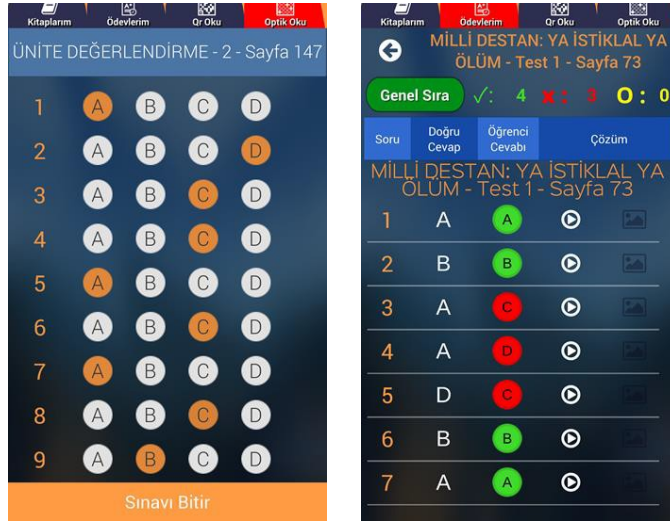 Kitaplarım Ödevlerim Qr Oku Optik Oku
ÜNİTE DEĞERLENDİRME - 2 - Sayfa 147
1 A B C D
2 A B C D
3 A B C D
4 A B C D
5 A B C D
6 A B C D
7 A B C D
8 A B C D
9 A B C D
Sınavı Bitir
Kitaplarım Ödevlerim Qr Oku Optik Oku
MİLLİ DESTAN: YA İSTİKLAL YA
ÖLÜM - Test 1 - Sayfa 73
Genel Sıra √: 4 ✖: 3 O: 0
Soru Doğru Cevap Öğrenci Cevabı Çözüm
MİLLİ DESTAN: YA İSTİKLAL YA
ÖLÜM - Test 1 - Sayfa 73
1 A A
2 B B
3 A C
4 A D
5 D C
6 B B
7 A A